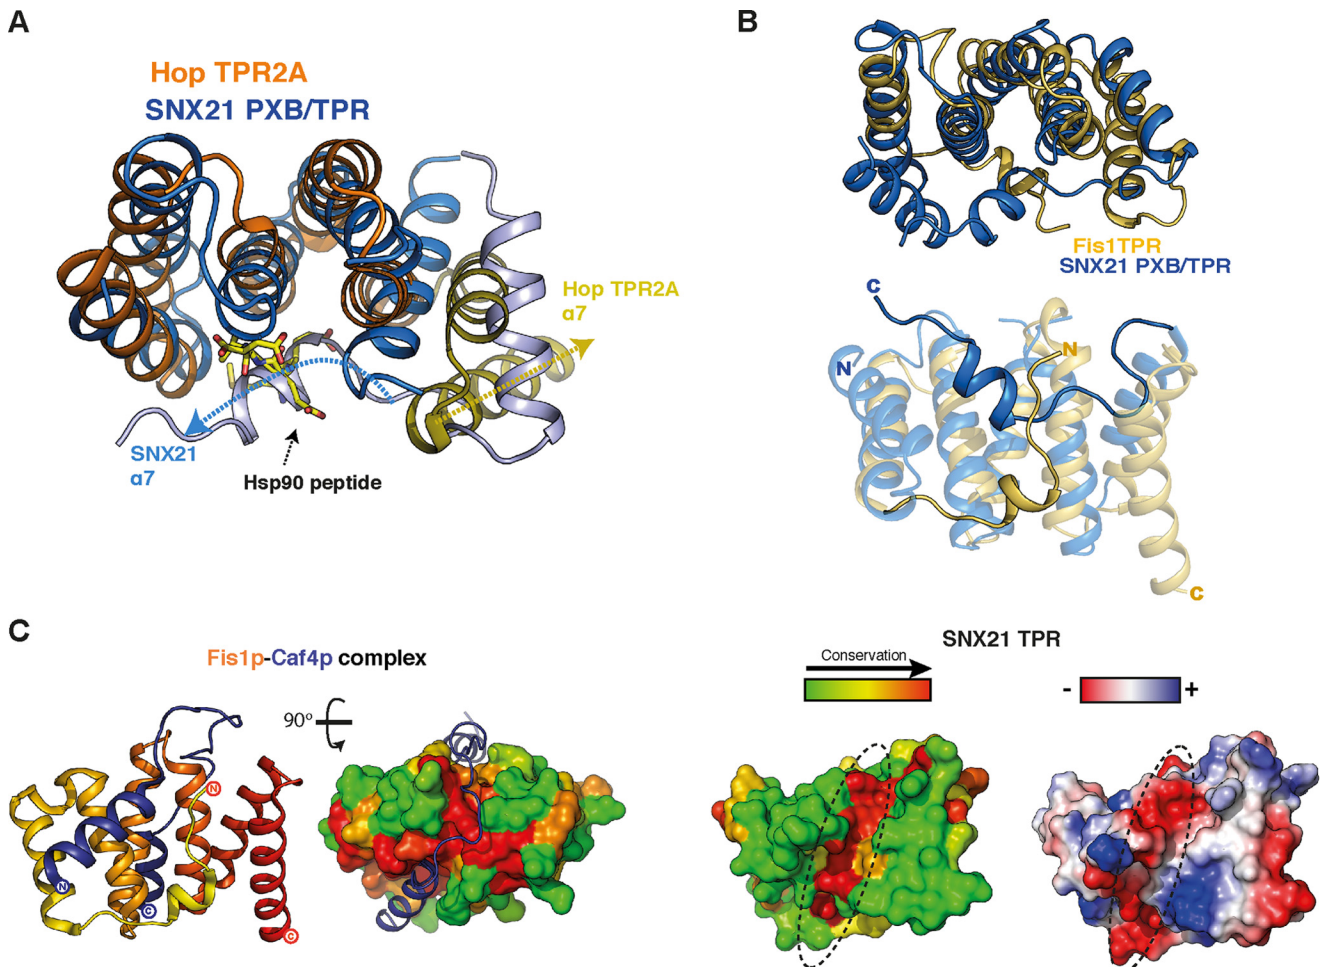 A
Hop TPR2A
SNX21 PXB/TPR
Hop TPR2A
α7
SNX21
α7
Hsp90 peptide
B
Fis1TPR
SNX21 PXB/TPR
C
N
N
C
C
Fis1p-Caf4p complex
90º
N
N
C
C
SNX21 TPR
Conservation
- +